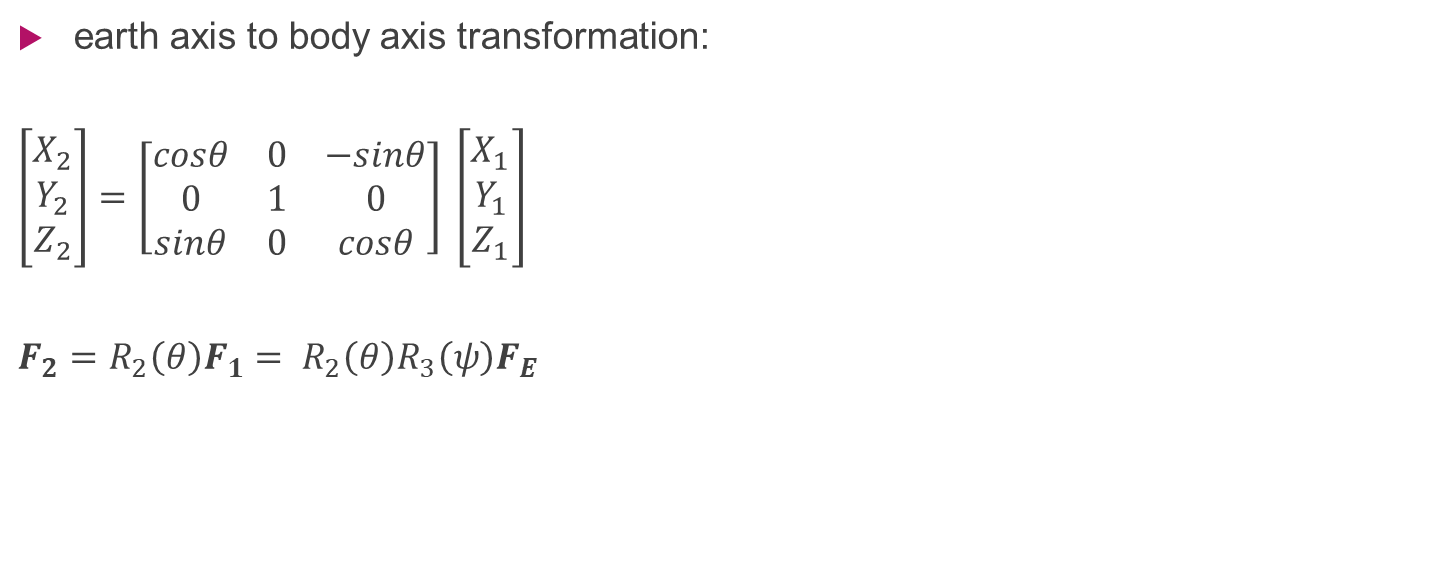 ▶ earth axis to body axis transformation:
[X₂ Y₂ Z₂] = [cosθ 0 −sinθ; 0 1 0; sinθ 0 cosθ] [X₁ Y₁ Z₁]
F₂ = R₂(θ)F₁ = R₂(θ)R₃(ψ)F_E